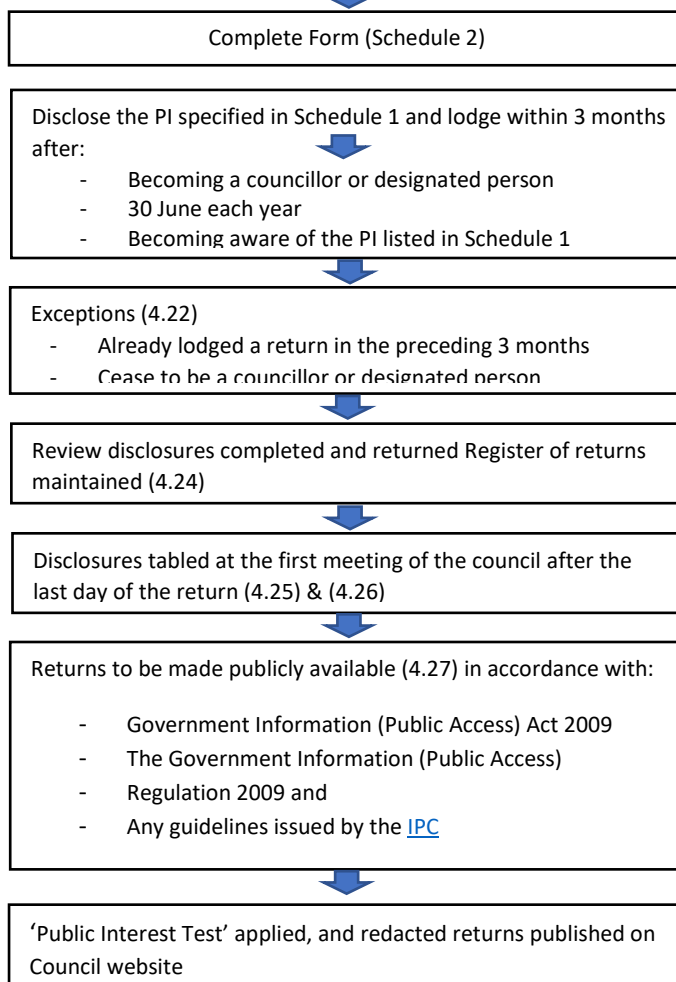 Complete Form (Schedule 2)
Disclose the PI specified in Schedule 1 and lodge within 3 months
after:
- Becoming a councillor or designated person
- 30 June each year
- Becoming aware of the PI listed in Schedule 1
Exceptions (4.22)
- Already lodged a return in the preceding 3 months
- Cease to be a councillor or designated person
Review disclosures completed and returned Register of returns
maintained (4.24)
Disclosures tabled at the first meeting of the council after the
last day of the return (4.25) & (4.26)
Returns to be made publicly available (4.27) in accordance with:
- Government Information (Public Access) Act 2009
- The Government Information (Public Access)
- Regulation 2009 and
- Any guidelines issued by the IPC
‘Public Interest Test’ applied, and redacted returns published on
Council website